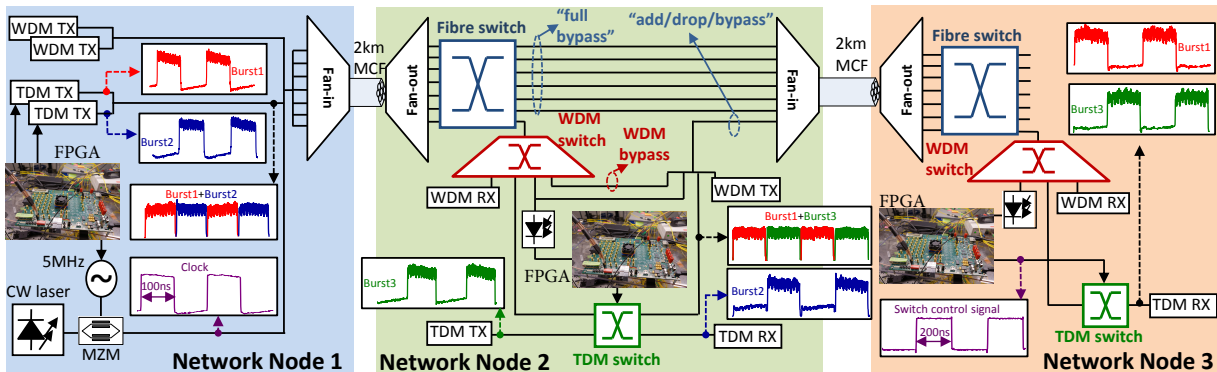 WDM TX
WDM TX
TDM TX
TDM TX
Burst1
Burst2
FPGA
Burst1+Burst2
5MHz
Clock
100ns
CW laser
MZM
Fan-in
Network Node 1
2km
MCF
Fan-out
Fibre switch
"full
bypass"
"add/drop/bypass"
WDM
switch
WDM
bypass
WDM RX
WDM TX
FPGA
Burst1+Burst3
Burst3
Burst2
TDM TX
TDM RX
TDM switch
Fan-in
Network Node 2
2km
MCF
Fan-out
Fibre switch
Burst1
Burst3
WDM
switch
FPGA
WDM RX
Switch control signal
200ns
TDM RX
TDM switch
Network Node 3